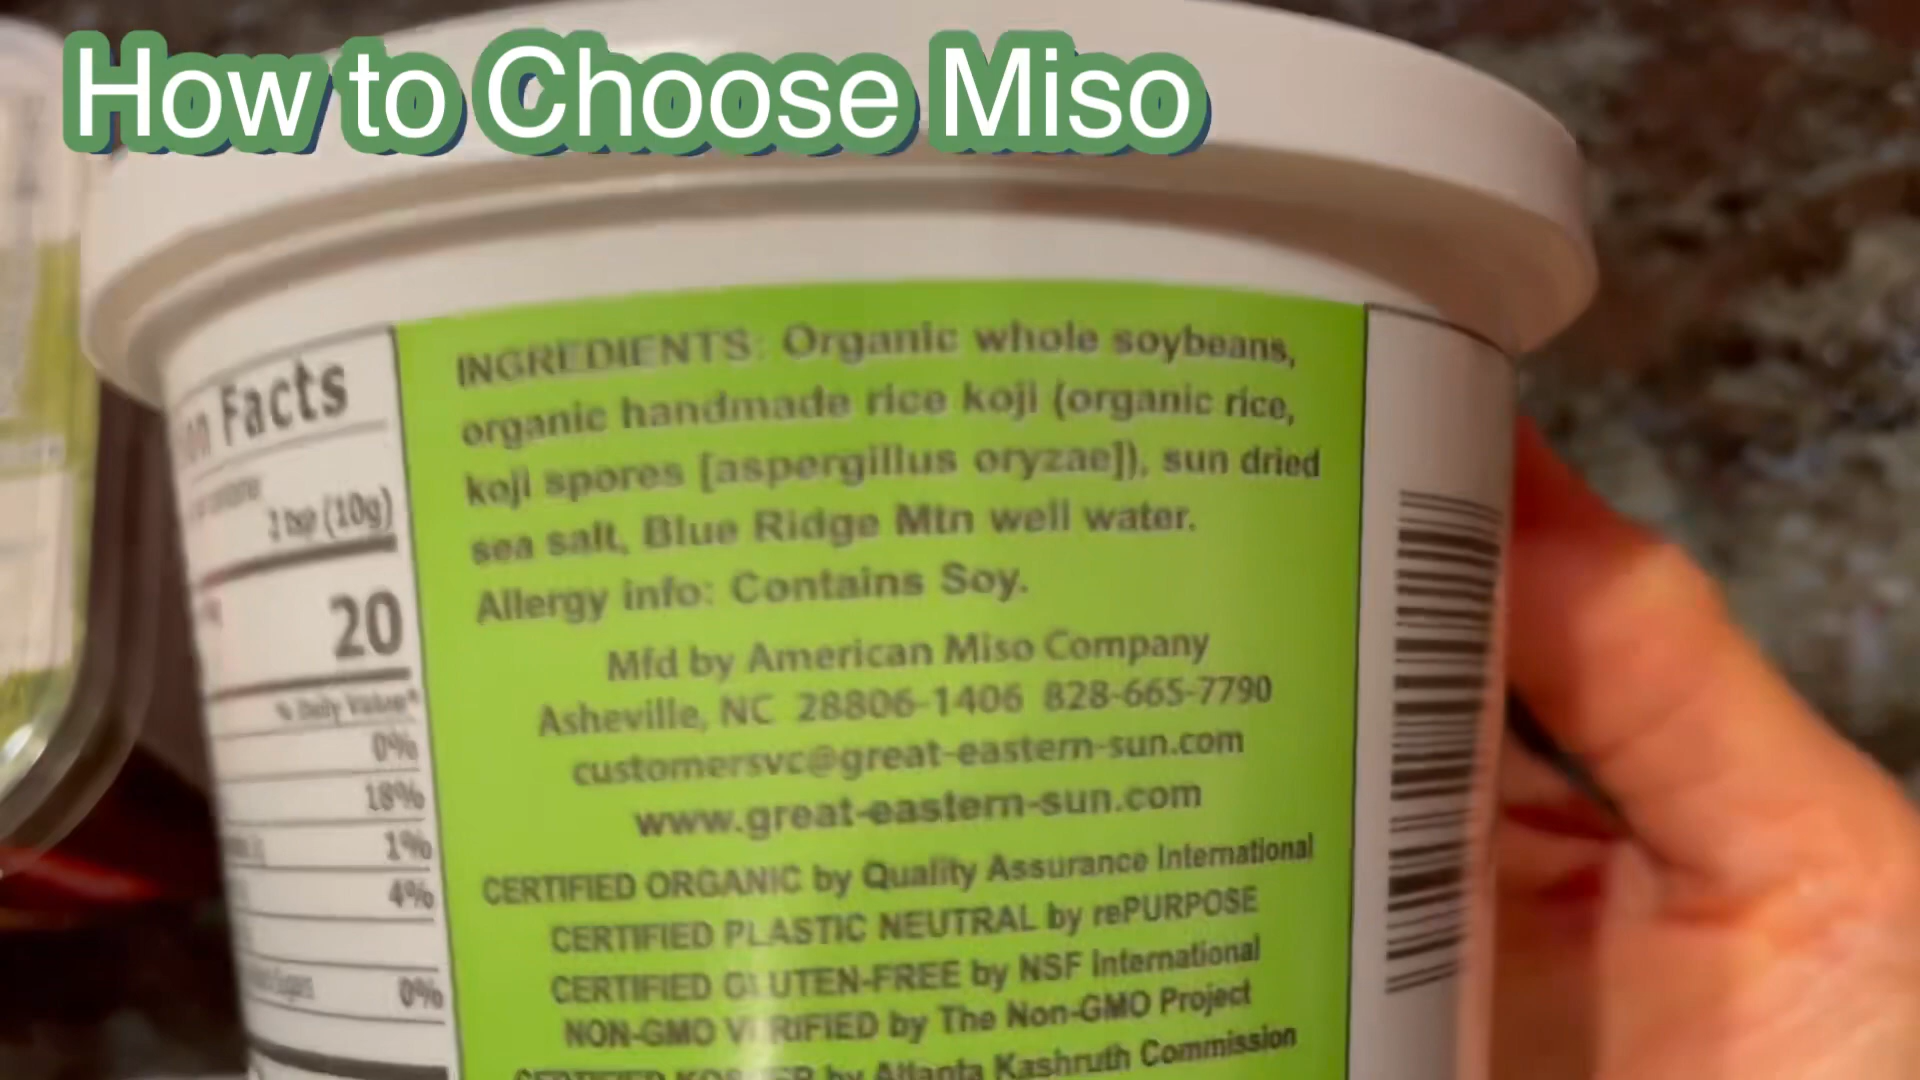 How to Choose Miso
on Facts
(10g)
20
% Daily Value*
0%
18%
1%
4%
0%
INGREDIENTS: Organic whole soybeans,
organic handmade rice koji (organic rice,
koji spores [aspergillus oryzae]), sun dried
sea salt, Blue Ridge Mtn well water.
Allergy info: Contains Soy.
Mfd by American Miso Company
Asheville, NC 28806-1406 828-665-7790
customersvc@great-eastern-sun.com
www.great-eastern-sun.com
CERTIFIED ORGANIC by Quality Assurance International
CERTIFIED PLASTIC NEUTRAL by rePURPOSE
CERTIFIED GLUTEN-FREE by NSF International
NON-GMO VERIFIED by The Non-GMO Project
CERTIFIED KOSHER by Atlanta Kashruth Commission